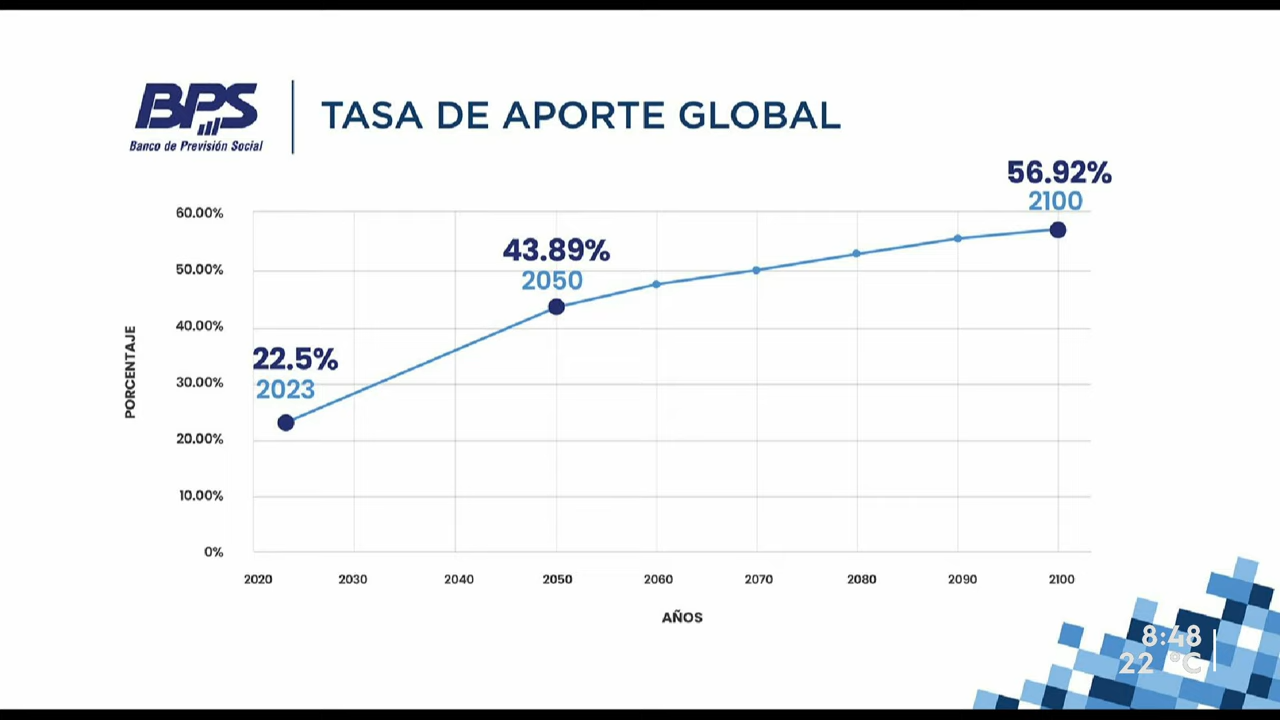 BPS
Banco de Previsión Social
TASA DE APORTE GLOBAL
56.92%
2100
43.89%
2050
22.5%
2023
PORCENTAJE
60.00%
50.00%
40.00%
30.00%
20.00%
10.00%
0%
2020 2030 2040 2050 2060 2070 2080 2090 2100
AÑOS
8:48
22 °C